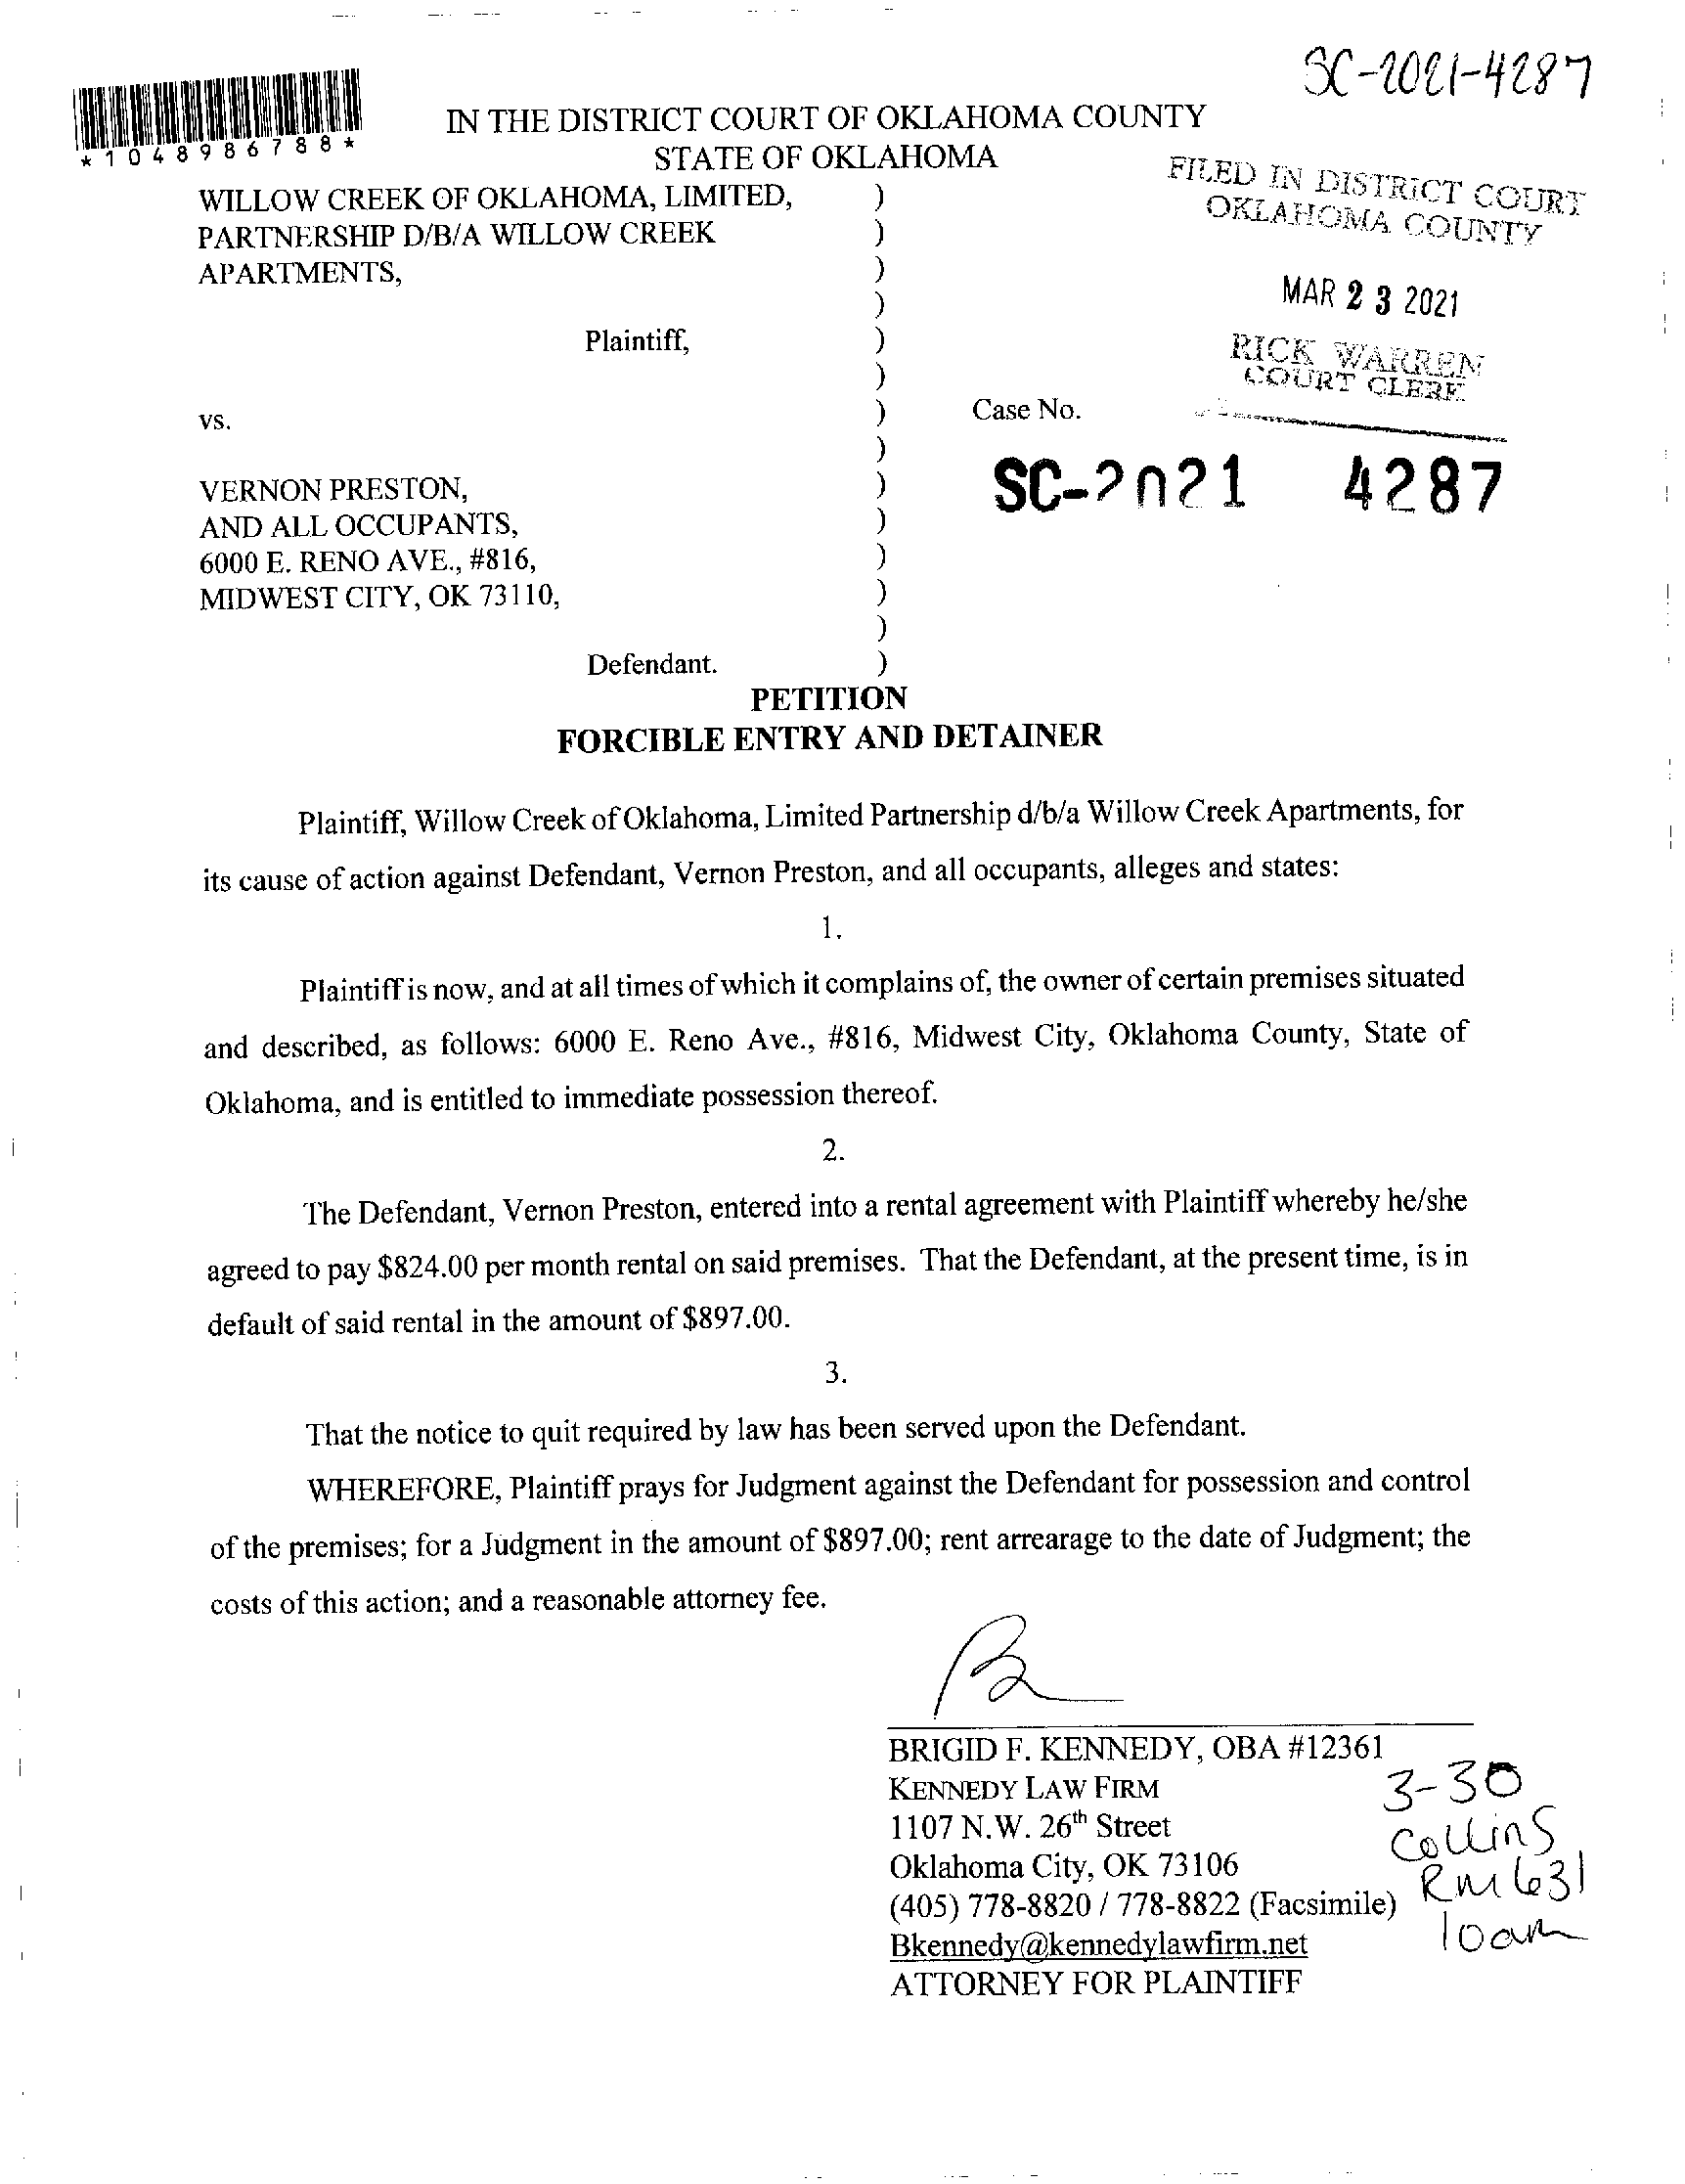 SC-2021-4287
*1048986788*
IN THE DISTRICT COURT OF OKLAHOMA COUNTY
STATE OF OKLAHOMA
FILED IN DISTRICT COURT
OKLAHOMA COUNTY
MAR 23 2021
RICK WARREN
COURT CLERK
WILLOW CREEK OF OKLAHOMA, LIMITED, )
PARTNERSHIP D/B/A WILLOW CREEK )
APARTMENTS, )
)
Plaintiff, )
)
vs. ) Case No.
)
SC-2021 4287
VERNON PRESTON, )
AND ALL OCCUPANTS, )
6000 E. RENO AVE., #816, )
MIDWEST CITY, OK 73110, )
)
Defendant. )
PETITION
FORCIBLE ENTRY AND DETAINER
Plaintiff, Willow Creek of Oklahoma, Limited Partnership d/b/a Willow Creek Apartments, for
its cause of action against Defendant, Vernon Preston, and all occupants, alleges and states:
1.
Plaintiff is now, and at all times of which it complains of, the owner of certain premises situated
and described, as follows: 6000 E. Reno Ave., #816, Midwest City, Oklahoma County, State of
Oklahoma, and is entitled to immediate possession thereof.
2.
The Defendant, Vernon Preston, entered into a rental agreement with Plaintiff whereby he/she
agreed to pay $824.00 per month rental on said premises. That the Defendant, at the present time, is in
default of said rental in the amount of $897.00.
3.
That the notice to quit required by law has been served upon the Defendant.
WHEREFORE, Plaintiff prays for Judgment against the Defendant for possession and control
of the premises; for a Judgment in the amount of $897.00; rent arrearage to the date of Judgment; the
costs of this action; and a reasonable attorney fee.
BRIGID F. KENNEDY, OBA #12361
KENNEDY LAW FIRM
1107 N.W. 26th Street
Oklahoma City, OK 73106
(405) 778-8820 / 778-8822 (Facsimile)
Bkennedy@kennedylawfirm.net
ATTORNEY FOR PLAINTIFF
3-30
Collins
Rm 631
10am